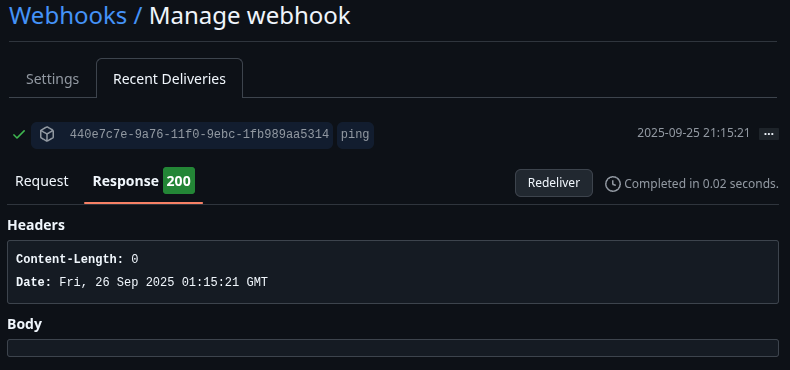 Webhooks / Manage webhook
Settings Recent Deliveries
440e7c7e-9a76-11f0-9ebc-1fb989aa5314 ping 2025-09-25 21:15:21 ...
Request Response 200 Redeliver Completed in 0.02 seconds.
Headers
Content-Length: 0
Date: Fri, 26 Sep 2025 01:15:21 GMT
Body